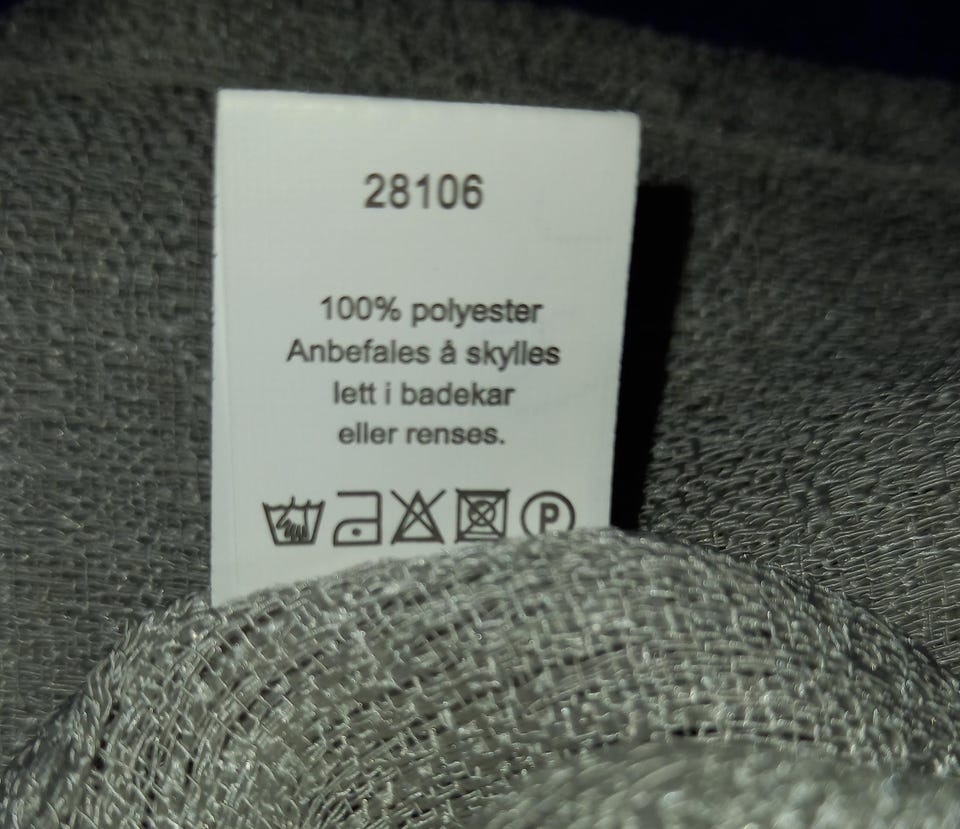 28106
100% polyester
Anbefales å skylles
lett i badekar
eller renses.
P